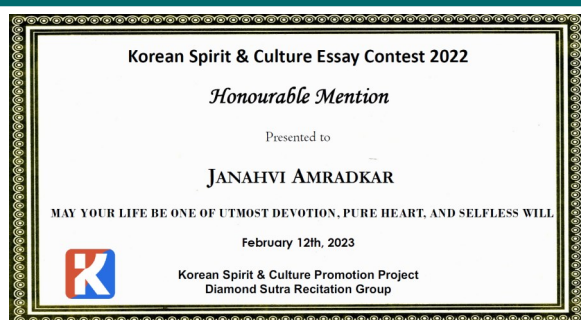 Korean Spirit & Culture Essay Contest 2022
Honourable Mention
Presented to
JANAHVI AMRADKAR
MAY YOUR LIFE BE ONE OF UTMOST DEVOTION, PURE HEART, AND SELFLESS WILL
February 12th, 2023
K
Korean Spirit & Culture Promotion Project
Diamond Sutra Recitation Group